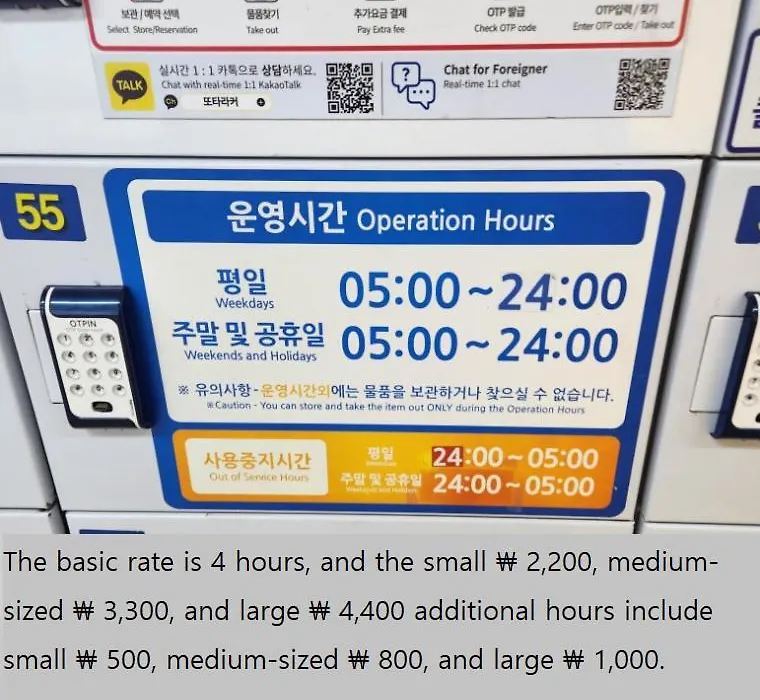 보관 / 예약 선택
Select Store/Reservation
물품찾기
Take out
추가요금 결제
Pay Extra fee
OTP 발급
Check OTP code
OTP입력 / 찾기
Enter OTP code / Take out
TALK
실시간 1 : 1 카톡으로 상담하세요.
Chat with real-time 1:1 KakaoTalk
Ch 또타라커
Chat for Foreigner
Real-time 1:1 chat
55
운영시간 Operation Hours
평일 05:00~24:00
Weekdays
주말 및 공휴일 05:00~24:00
Weekends and Holidays
※ 유의사항-운영시간외에는 물품을 보관하거나 찾으실 수 없습니다.
※Caution - You can store and take the item out ONLY during the Operation Hours
OTPIN
사용중지시간
Out of Service Hours
평일 24:00~05:00
Weekdays
주말 및 공휴일 24:00~05:00
Weekends and Holidays
The basic rate is 4 hours, and the small ₩ 2,200, medium-
sized ₩ 3,300, and large ₩ 4,400 additional hours include
small ₩ 500, medium-sized ₩ 800, and large ₩ 1,000.